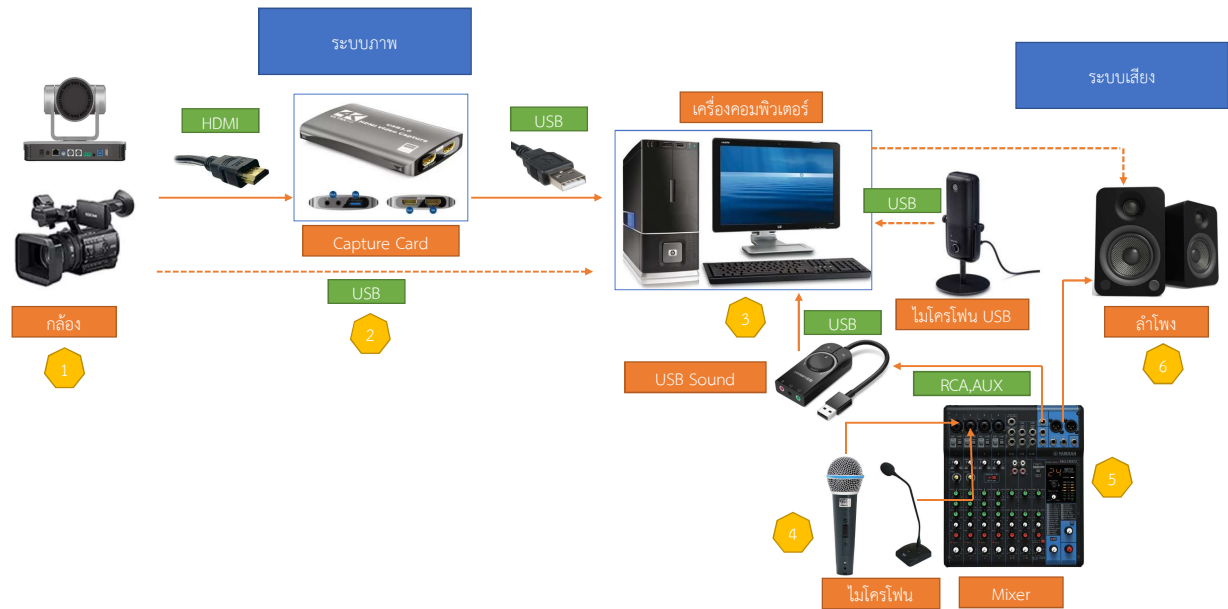 ระบบภาพ
ระบบเสียง
HDMI
USB
เครื่องคอมพิวเตอร์
USB
Capture Card
USB
กล้อง
1
2
3
USB
ไมโครโฟน USB
ลำโพง
6
USB Sound
RCA,AUX
YAMAHA
5
4
ไมโครโฟน
Mixer